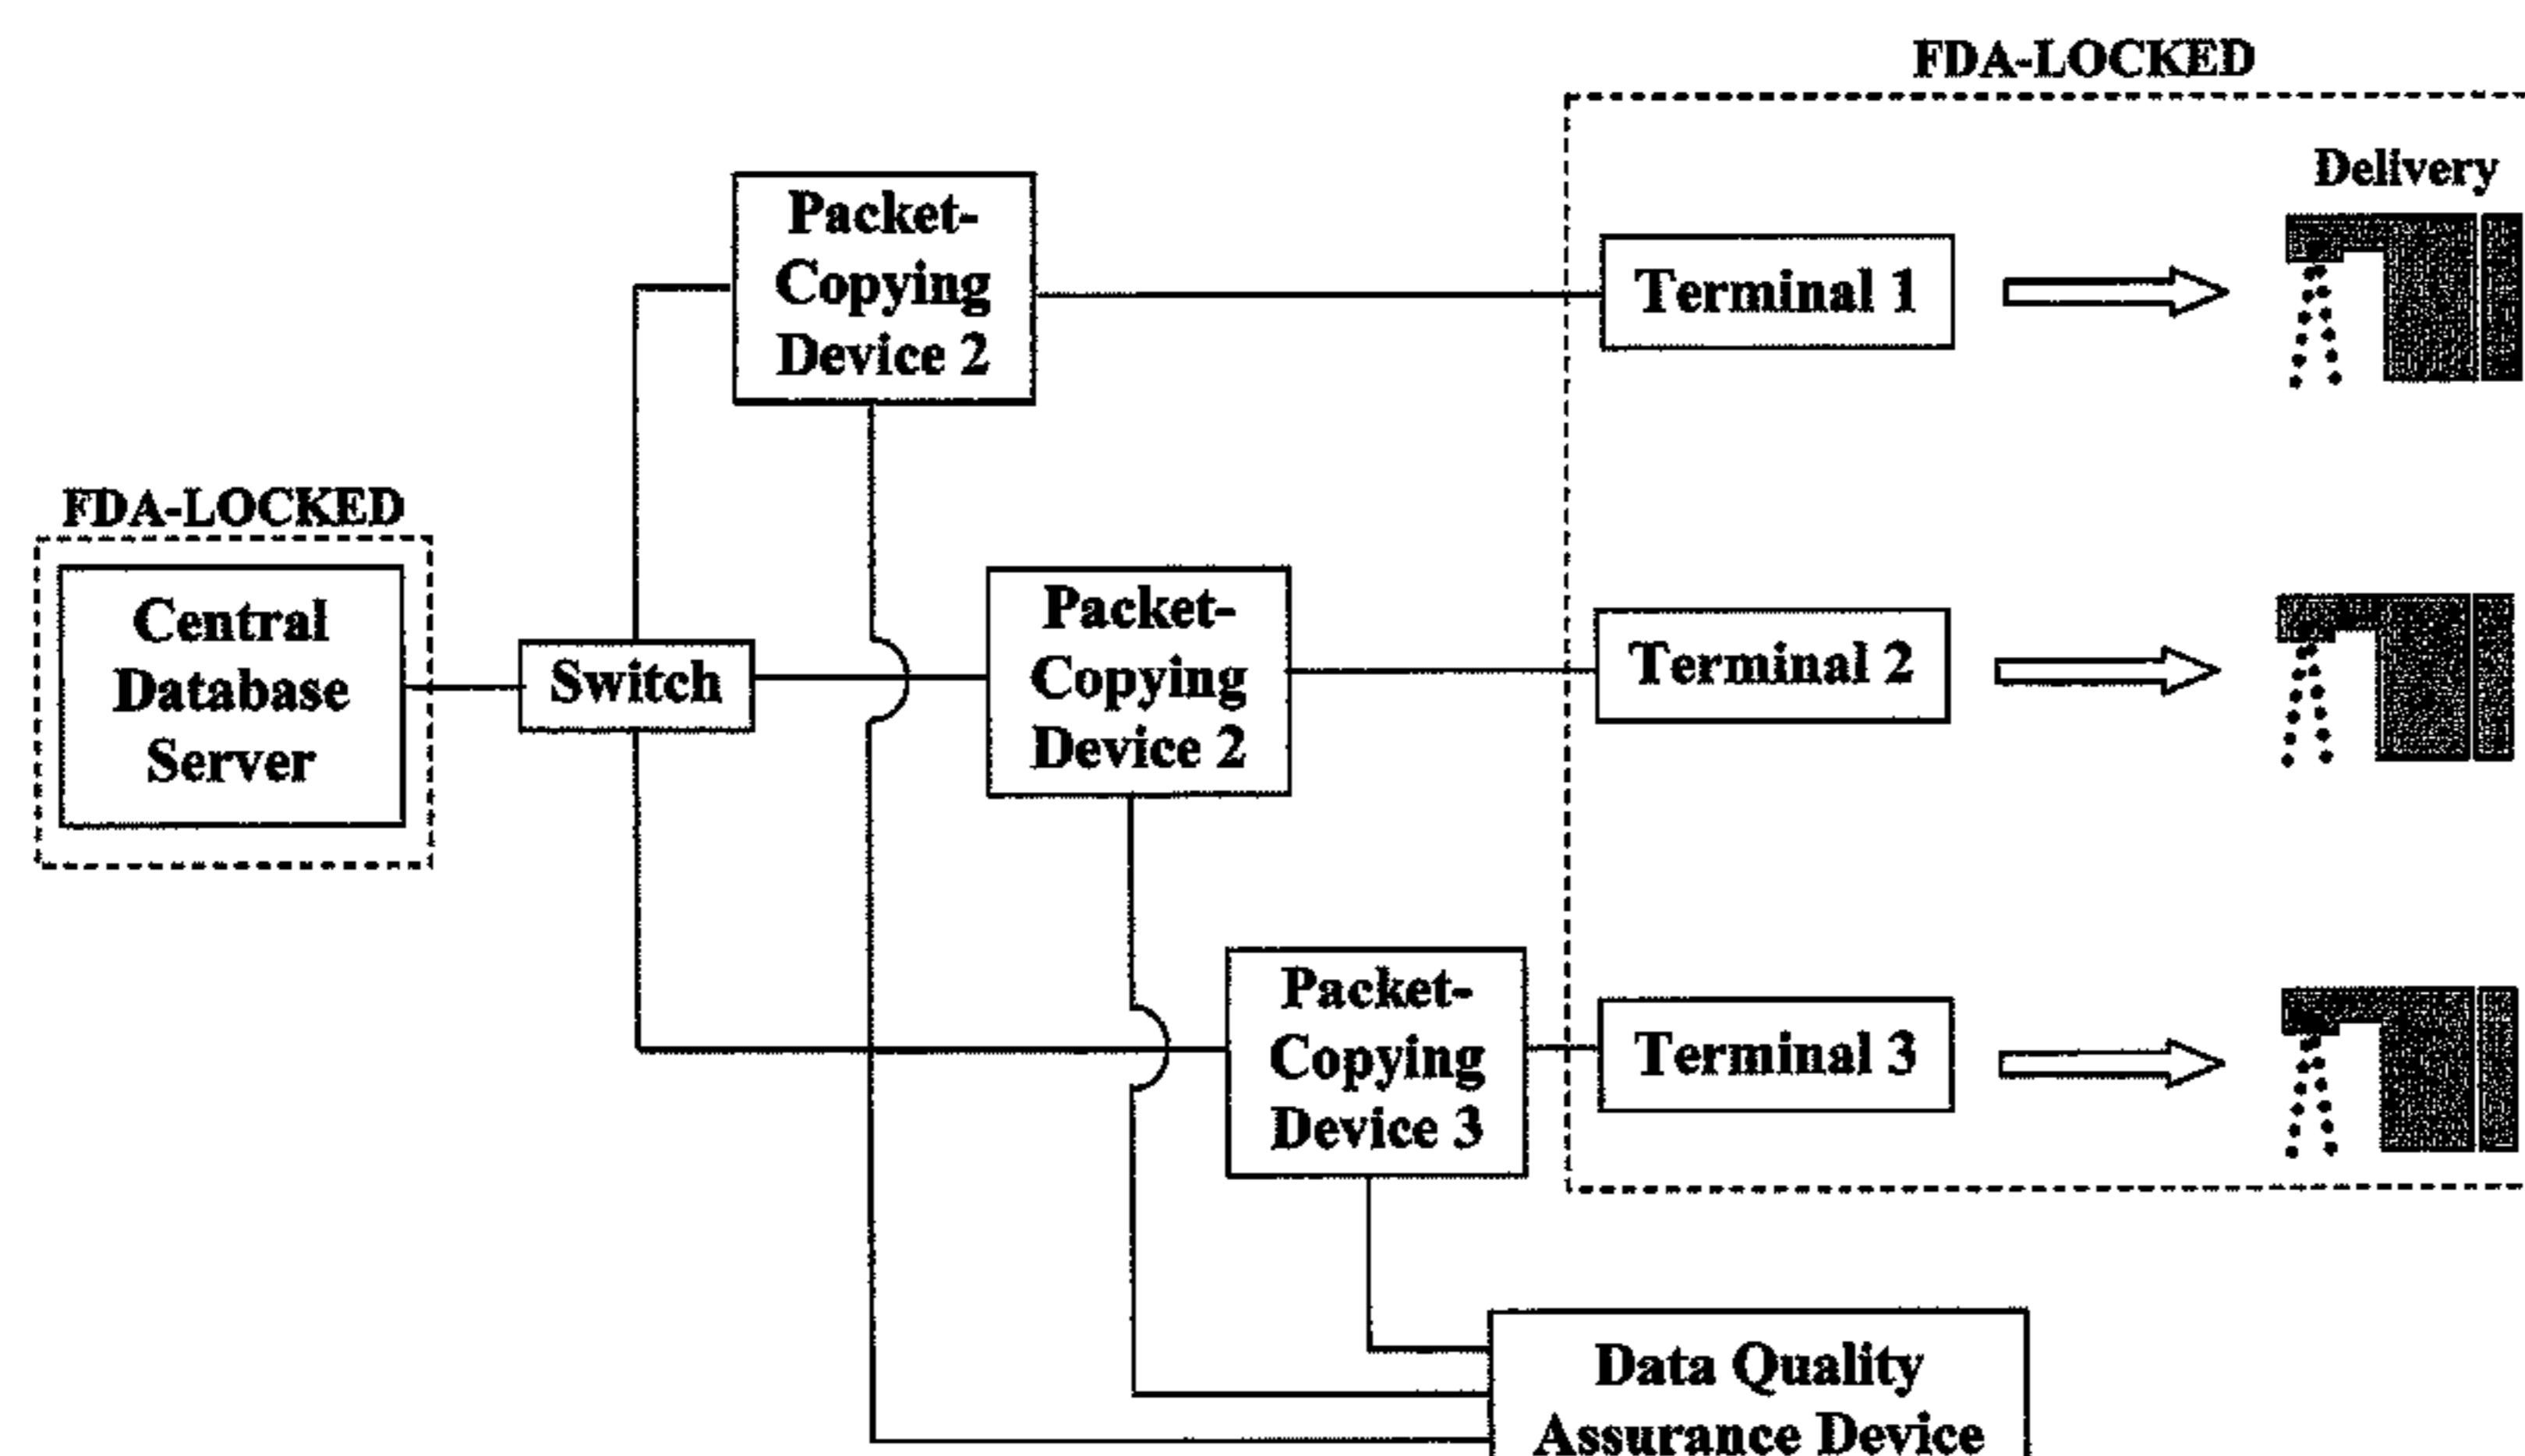 FDA-LOCKED
Delivery
Packet-
Copying
Device 2
Terminal 1
FDA-LOCKED
Central
Database
Server
Switch
Packet-
Copying
Device 2
Terminal 2
Packet-
Copying
Device 3
Terminal 3
Data Quality
Assurance Device